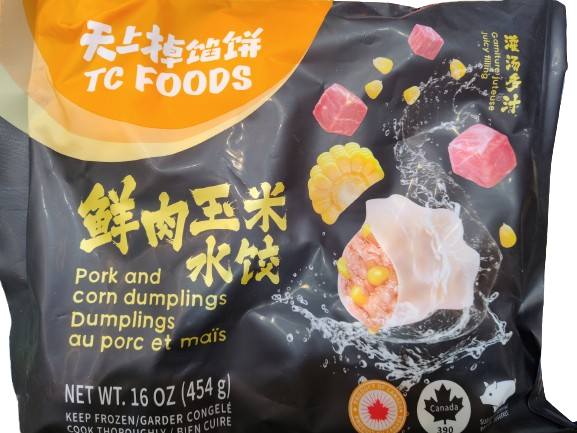 天上掉馅饼
TC FOODS
灌汤多汁
Garniture juteuse
juicy filling
鲜肉玉米
水饺
Pork and
corn dumplings
Dumplings
au porc et maïs
NET WT. 16 OZ (454 g)
KEEP FROZEN/GARDER CONGELÉ
COOK THOROUGHLY / BIEN CUIRE
Canada
390